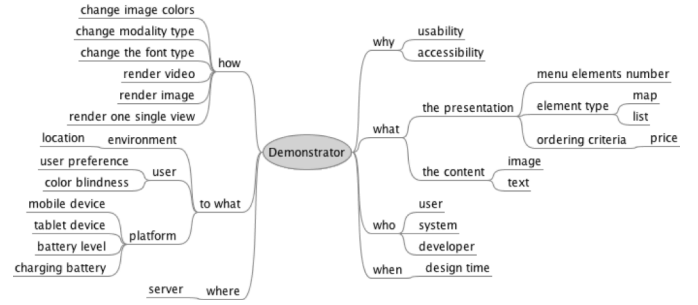 Demonstrator
how
change image colors
change modality type
change the font type
render video
render image
render one single view
to what
environment
location
user
user preference
color blindness
platform
mobile device
tablet device
battery level
charging battery
where
server
why
usability
accessibility
what
the presentation
menu elements number
element type
map
list
ordering criteria
price
the content
image
text
who
user
system
developer
when
design time